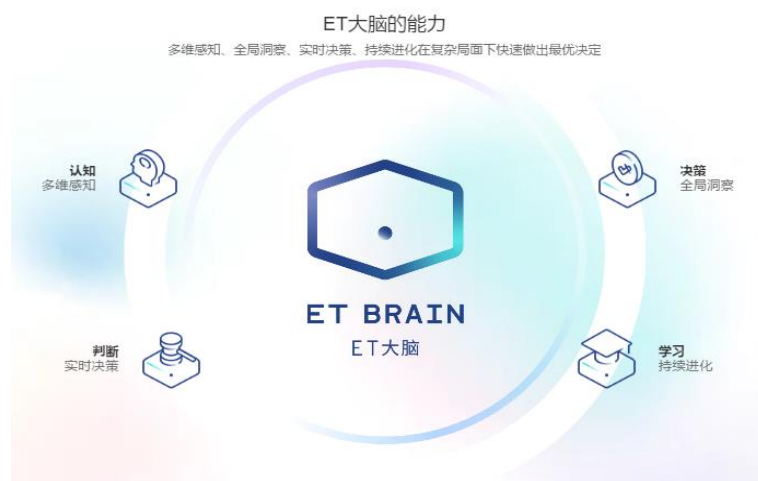 ET大脑的能力
多维感知、全局洞察、实时决策、持续进化在复杂局面下快速做出最优决定
认知
多维感知
决策
全局洞察
ET BRAIN
ET大脑
判断
实时决策
学习
持续进化